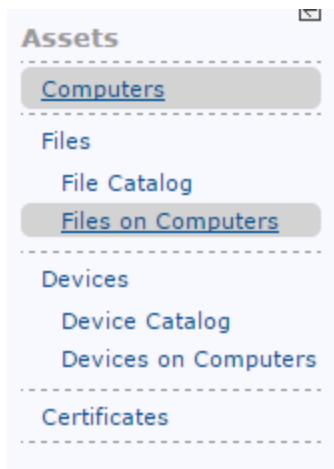 Assets
Computers
Files
File Catalog
Files on Computers
Devices
Device Catalog
Devices on Computers
Certificates